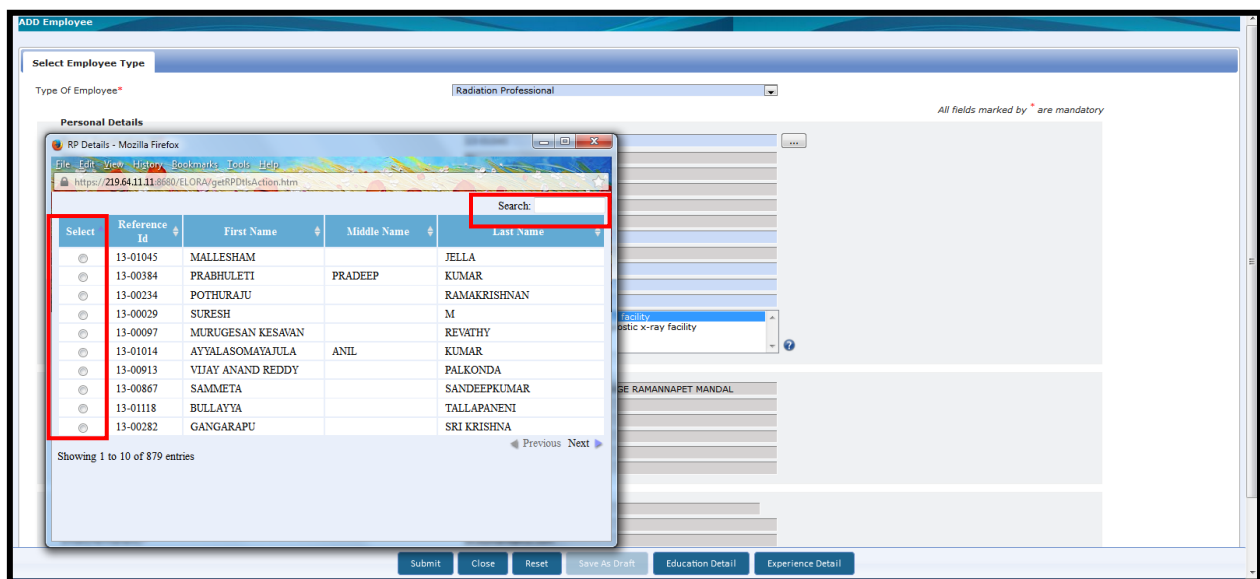 ADD Employee
Select Employee Type
Type Of Employee* Radiation Professional
All fields marked by * are mandatory
Personal Details
...
RP Details - Mozilla Firefox
File Edit View History Bookmarks Tools Help
https://219.64.11.11:8680/ELORA/getRPDtlsAction.htm
Search:
Select Reference Id First Name Middle Name Last Name
13-01045 MALLESHAM JELLA
13-00384 PRABHULETI PRADEEP KUMAR
13-00234 POTHURAJU RAMAKRISHNAN
13-00029 SURESH M
13-00097 MURUGESAN KESAVAN REVATHY
13-01014 AYYALASOMAYAJULA ANIL KUMAR
13-00913 VIJAY ANAND REDDY PALKONDA
13-00867 SAMMETA SANDEEPKUMAR
13-01118 BULLAYYA TALLAPANENI
13-00282 GANGARAPU SRI KRISHNA
Previous Next
Showing 1 to 10 of 879 entries
facility
ostic x-ray facility
GE RAMANNAPET MANDAL
Submit Close Reset Save As Draft Education Detail Experience Detail